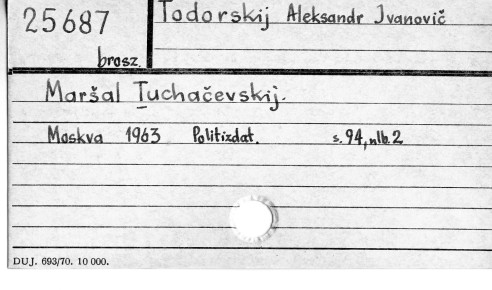 25687
brosz.
Todorskij Aleksandr Ivanovič
Maršal Tuchačevskij.
Moskva 1963 Politizdat. s. 94, nlb. 2
DUJ. 693/70. 10 000.